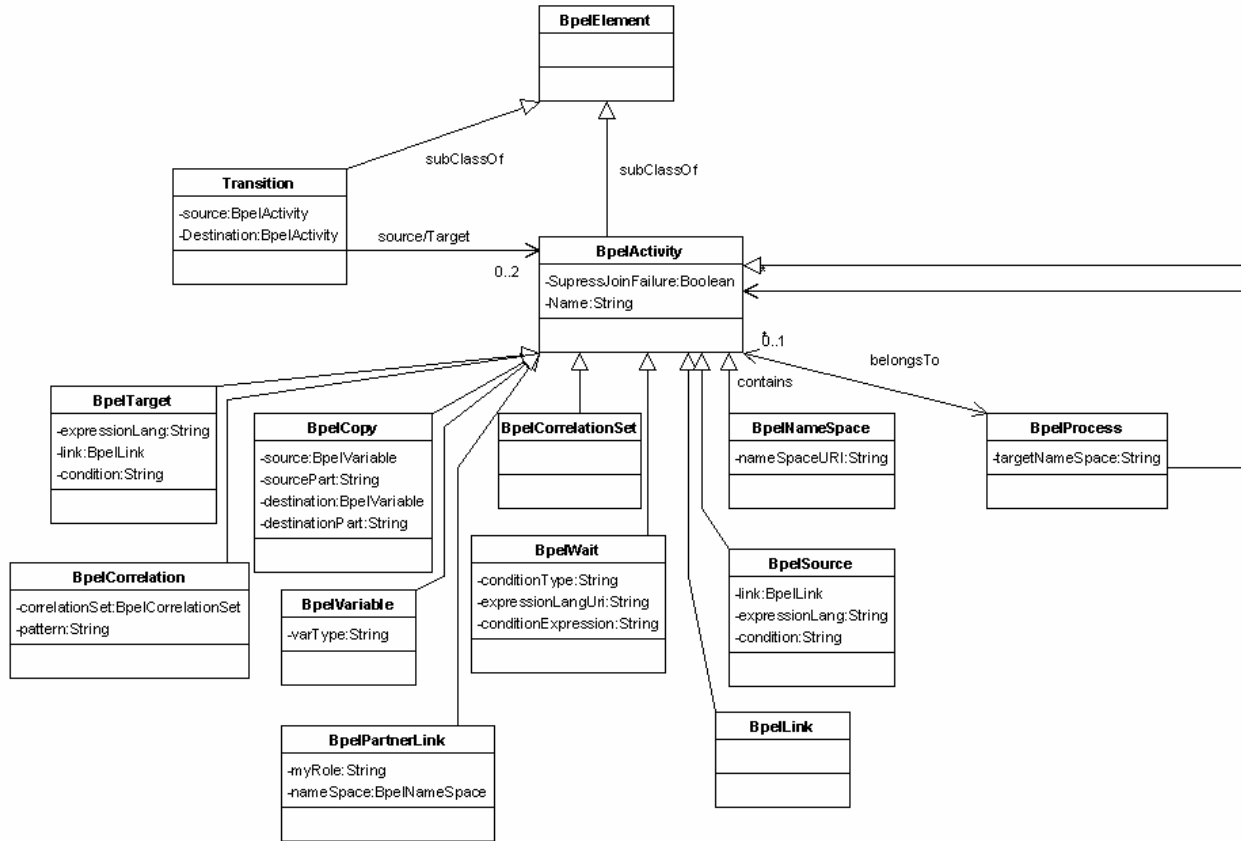 BpelElement
subClassOf
subClassOf
Transition
-source:BpelActivity
-Destination:BpelActivity
source/Target
0..2
BpelActivity
-SupressJoinFailure:Boolean
-Name:String
*
*
0..1
belongsTo
contains
BpelTarget
-expressionLang:String
-link:BpelLink
-condition:String
BpelCopy
-source:BpelVariable
-sourcePart:String
-destination:BpelVariable
-destinationPart:String
BpelCorrelationSet
BpelNameSpace
-nameSpaceURI:String
BpelProcess
-targetNameSpace:String
BpelCorrelation
-correlationSet:BpelCorrelationSet
-pattern:String
BpelVariable
-varType:String
BpelWait
-conditionType:String
-expressionLangUri:String
-conditionExpression:String
BpelSource
-link:BpelLink
-expressionLang:String
-condition:String
BpelPartnerLink
-myRole:String
-nameSpace:BpelNameSpace
BpelLink